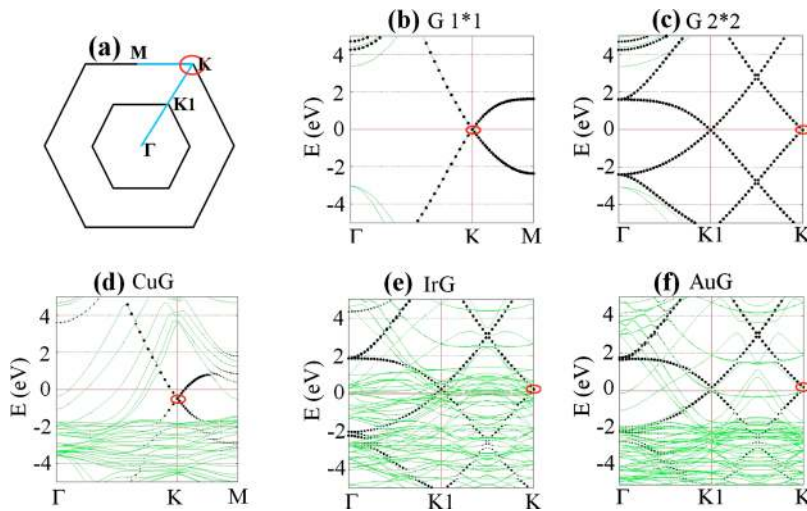 (a)
M
K
K1
Γ
(b) G 1*1
E (eV)
4
2
0
-2
-4
Γ K M
(c) G 2*2
E (eV)
4
2
0
-2
-4
Γ K1 K
(d) CuG
E (eV)
4
2
0
-2
-4
Γ K M
(e) IrG
E (eV)
4
2
0
-2
-4
Γ K1 K
(f) AuG
E (eV)
4
2
0
-2
-4
Γ K1 K